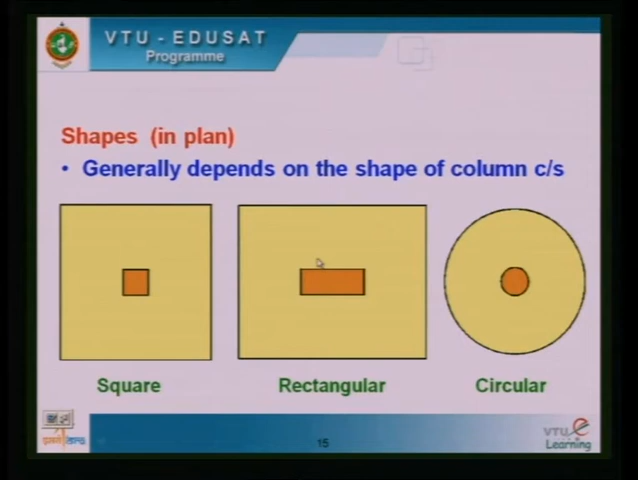 VTU - EDUSAT
Programme
Shapes (in plan)
• Generally depends on the shape of column c/s
Square
Rectangular
Circular
15
VTU e
Learning